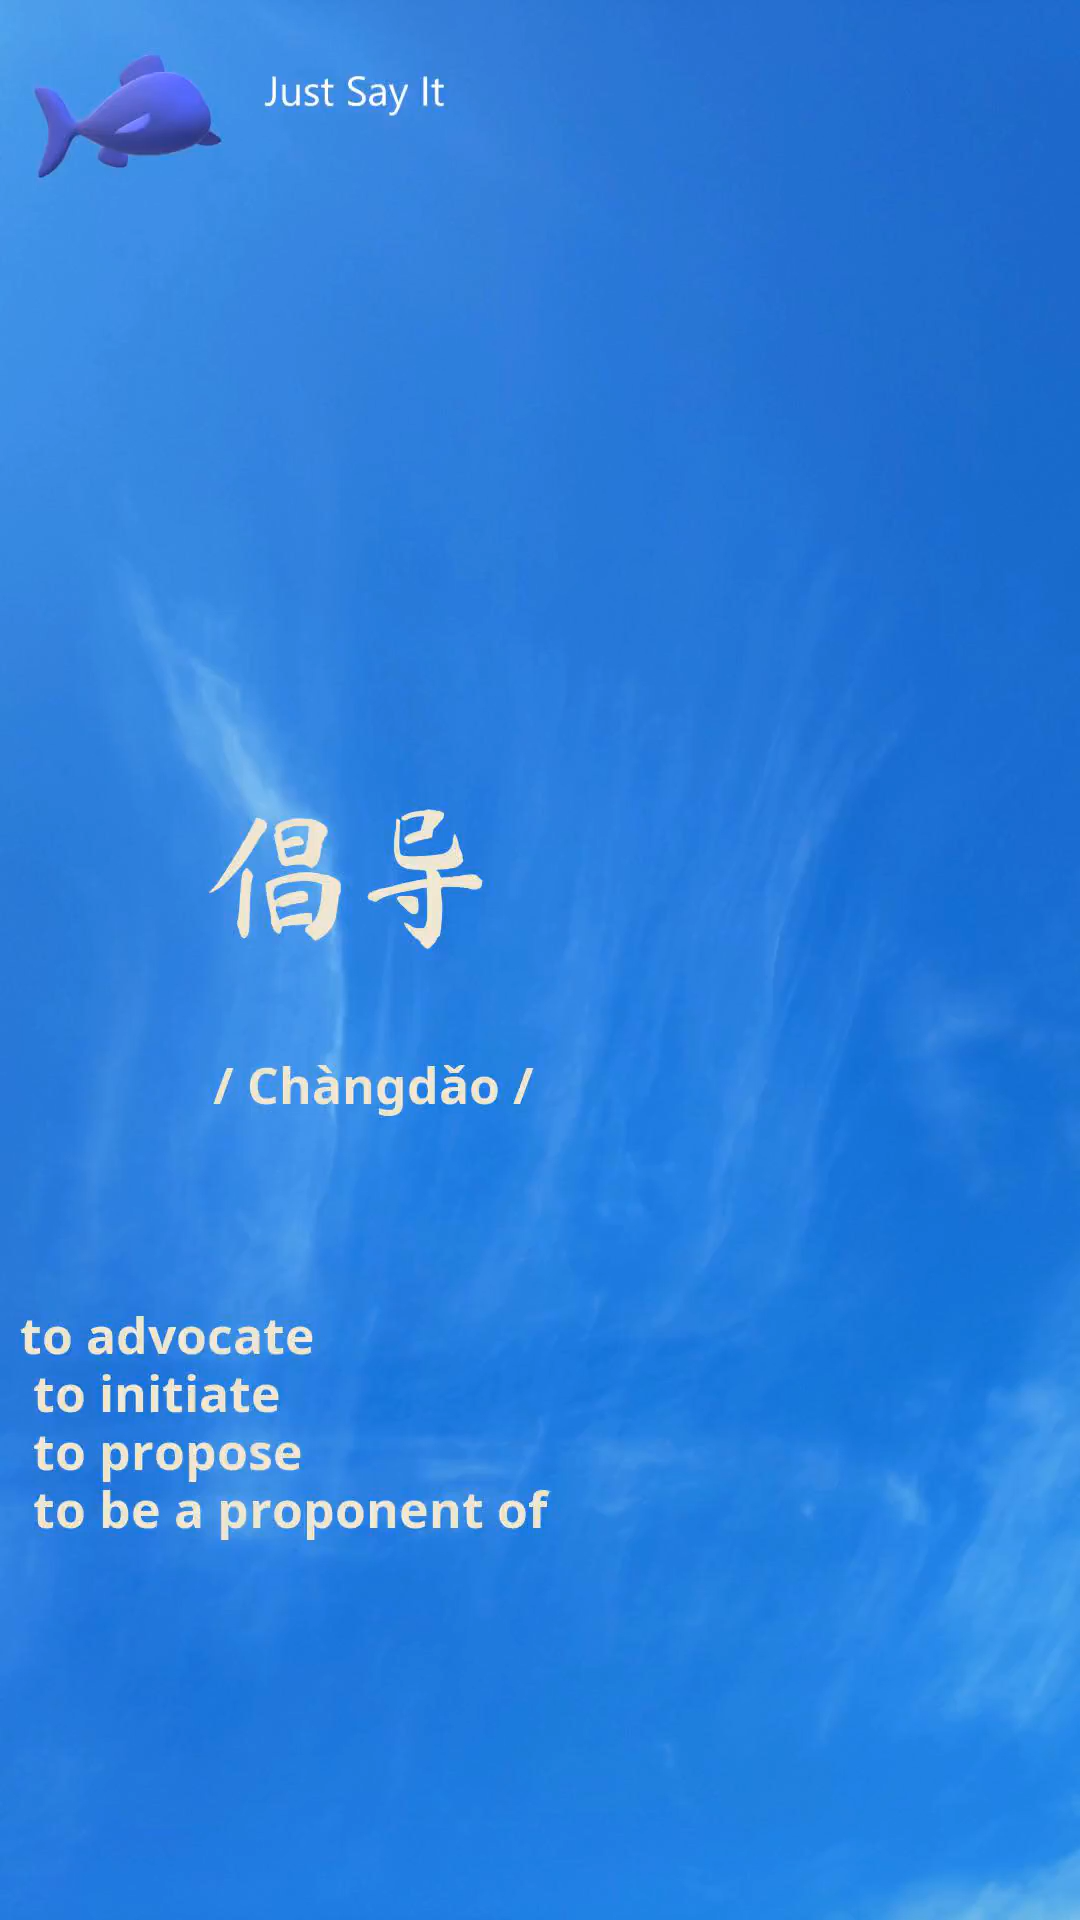 Just Say It
倡导
/ Chàngdǎo /
to advocate
to initiate
to propose
to be a proponent of